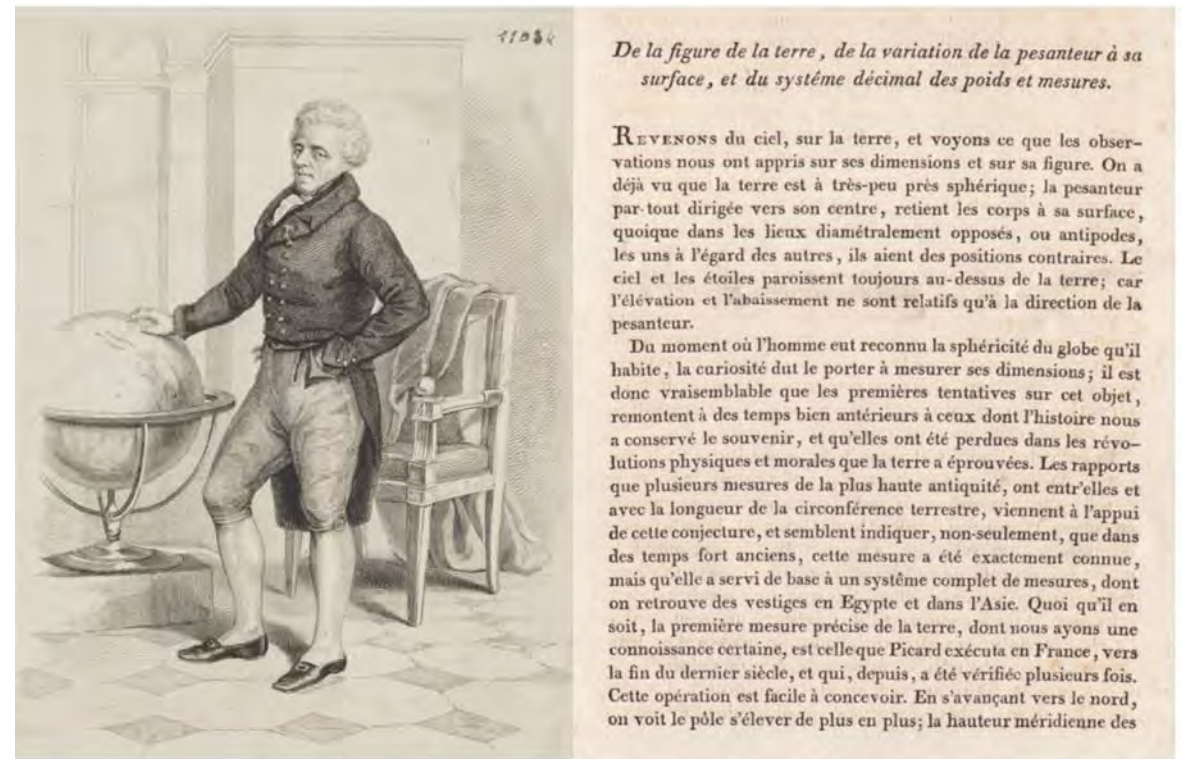 11034
De la figure de la terre, de la variation de la pesanteur à sa
surface, et du systéme décimal des poids et mesures.
REVENONS du ciel, sur la terre, et voyons ce que les obser-
vations nous ont appris sur ses dimensions et sur sa figure. On a
déjà vu que la terre est à très-peu près sphérique; la pesanteur
par-tout dirigée vers son centre, retient les corps à sa surface,
quoique dans les lieux diamétralement opposés, ou antipodes,
les uns à l'égard des autres, ils aient des positions contraires. Le
ciel et les étoiles paroissent toujours au-dessus de la terre; car
l'élévation et l'abaissement ne sont relatifs qu'à la direction de la
pesanteur.
Du moment où l'homme eut reconnu la sphéricité du globe qu'il
habite, la curiosité dut le porter à mesurer ses dimensions; il est
donc vraisemblable que les premières tentatives sur cet objet,
remontent à des temps bien antérieurs à ceux dont l'histoire nous
a conservé le souvenir, et qu'elles ont été perdues dans les révo-
lutions physiques et morales que la terre a éprouvées. Les rapports
que plusieurs mesures de la plus haute antiquité, ont entr'elles et
avec la longueur de la circonférence terrestre, viennent à l'appui
de cette conjecture, et semblent indiquer, non-seulement, que dans
des temps fort anciens, cette mesure a été exactement connue,
mais qu'elle a servi de base à un systême complet de mesures, dont
on retrouve des vestiges en Egypte et dans l'Asie. Quoi qu'il en
soit, la première mesure précise de la terre, dont nous ayons une
connoissance certaine, est celle que Picard exécuta en France, vers
la fin du dernier siècle, et qui, depuis, a été vérifiée plusieurs fois.
Cette opération est facile à concevoir. En s'avançant vers le nord,
on voit le pôle s'élever de plus en plus; la hauteur méridienne des